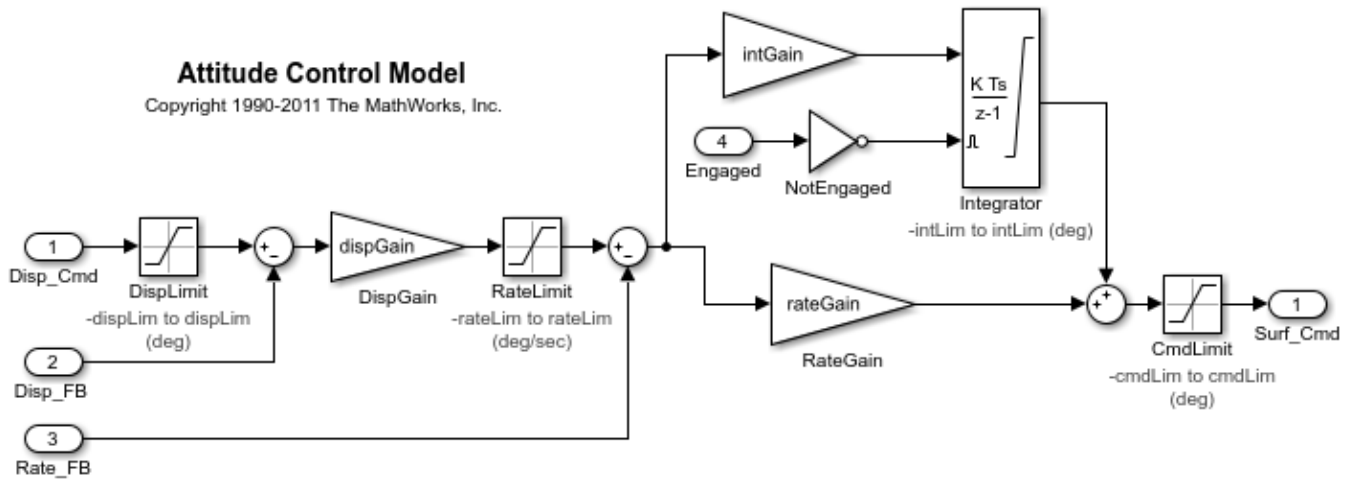 Attitude Control Model
Copyright 1990-2011 The MathWorks, Inc.
intGain
K Ts
z-1
4
Engaged
NotEngaged
Integrator
-intLim to intLim (deg)
1
Disp_Cmd
DispLimit
-dispLim to dispLim
(deg)
+
-
dispGain
DispGain
RateLimit
-rateLim to rateLim
(deg/sec)
+
-
2
Disp_FB
3
Rate_FB
rateGain
RateGain
+
+
CmdLimit
-cmdLim to cmdLim
(deg)
1
Surf_Cmd